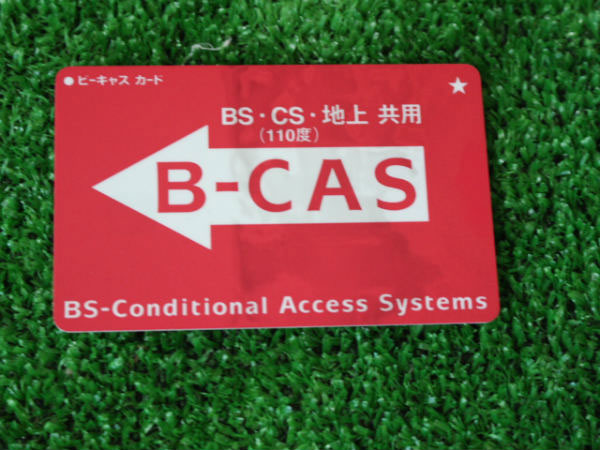 ●ビーキャス カード
★
BS・CS・地上 共用
(110度)
B-CAS
BS-Conditional Access Systems